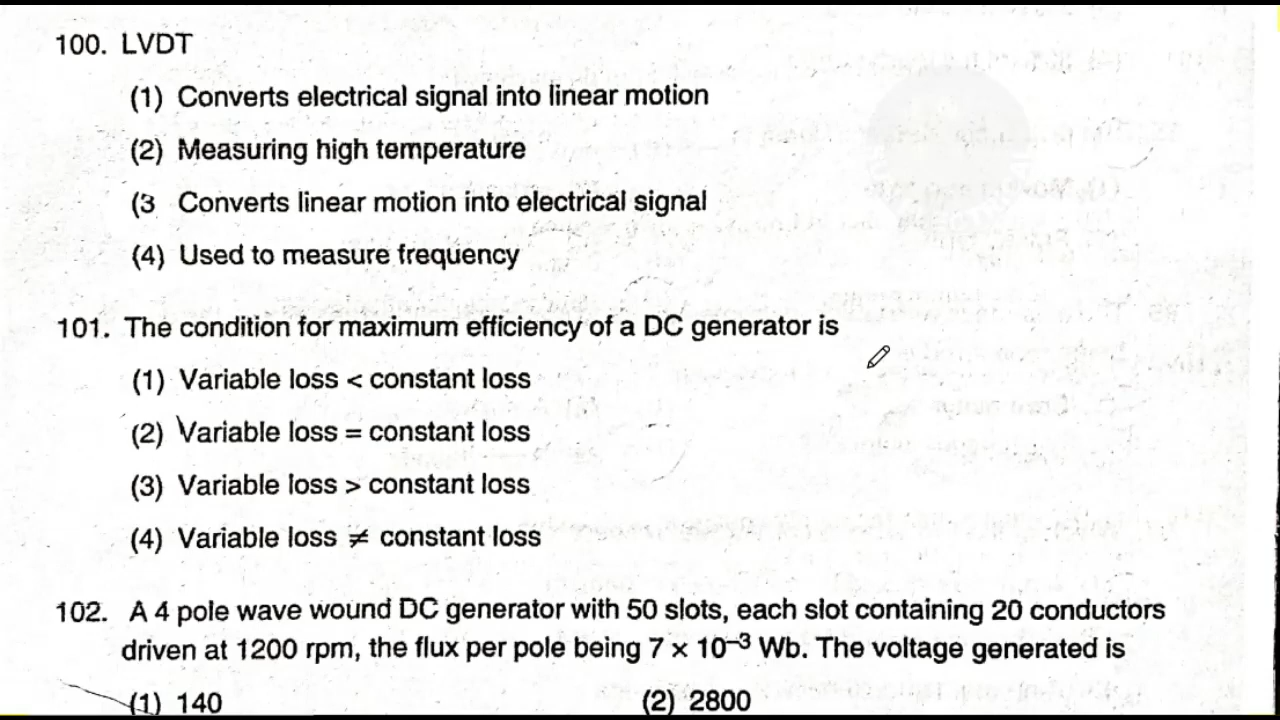 100. LVDT
(1) Converts electrical signal into linear motion
(2) Measuring high temperature
(3 Converts linear motion into electrical signal
(4) Used to measure frequency
101. The condition for maximum efficiency of a DC generator is
(1) Variable loss < constant loss
(2) Variable loss = constant loss
(3) Variable loss > constant loss
(4) Variable loss ≠ constant loss
102. A 4 pole wave wound DC generator with 50 slots, each slot containing 20 conductors
driven at 1200 rpm, the flux per pole being 7 × 10⁻³ Wb. The voltage generated is
(1) 140 (2) 2800